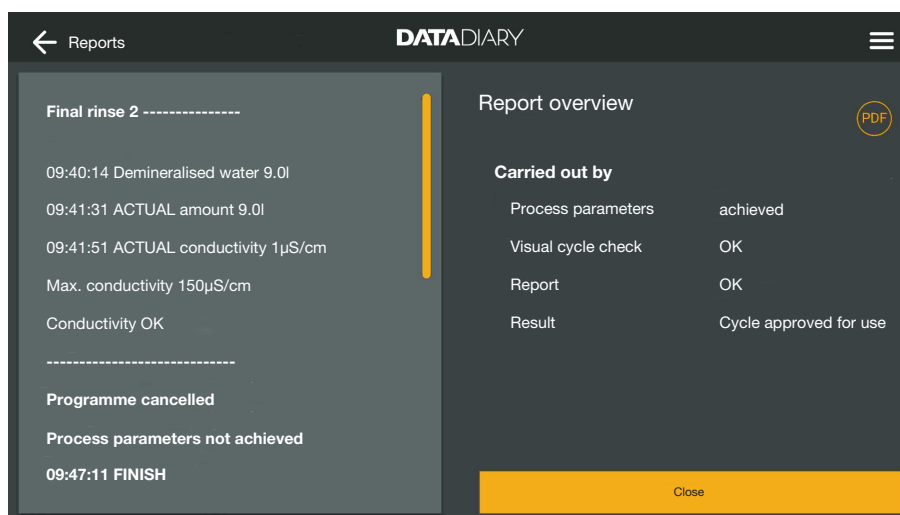 Reports
DATADIARY
Final rinse 2 ---------------
09:40:14 Demineralised water 9.0l
09:41:31 ACTUAL amount 9.0l
09:41:51 ACTUAL conductivity 1µS/cm
Max. conductivity 150µS/cm
Conductivity OK
-----------------------------
Programme cancelled
Process parameters not achieved
09:47:11 FINISH
Report overview
PDF
Carried out by
Process parameters achieved
Visual cycle check OK
Report OK
Result Cycle approved for use
Close